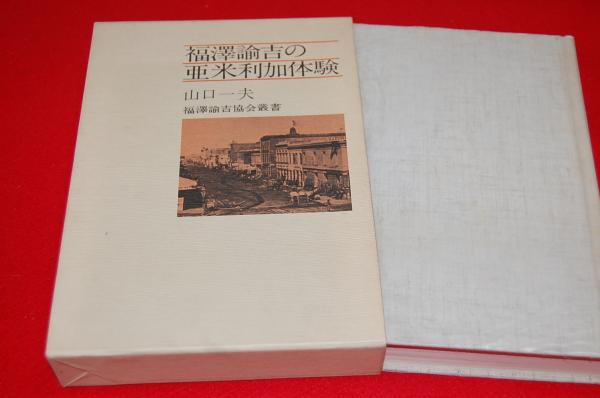 福澤諭吉の
亜米利加体験
山口一夫
福澤諭吉協会叢書